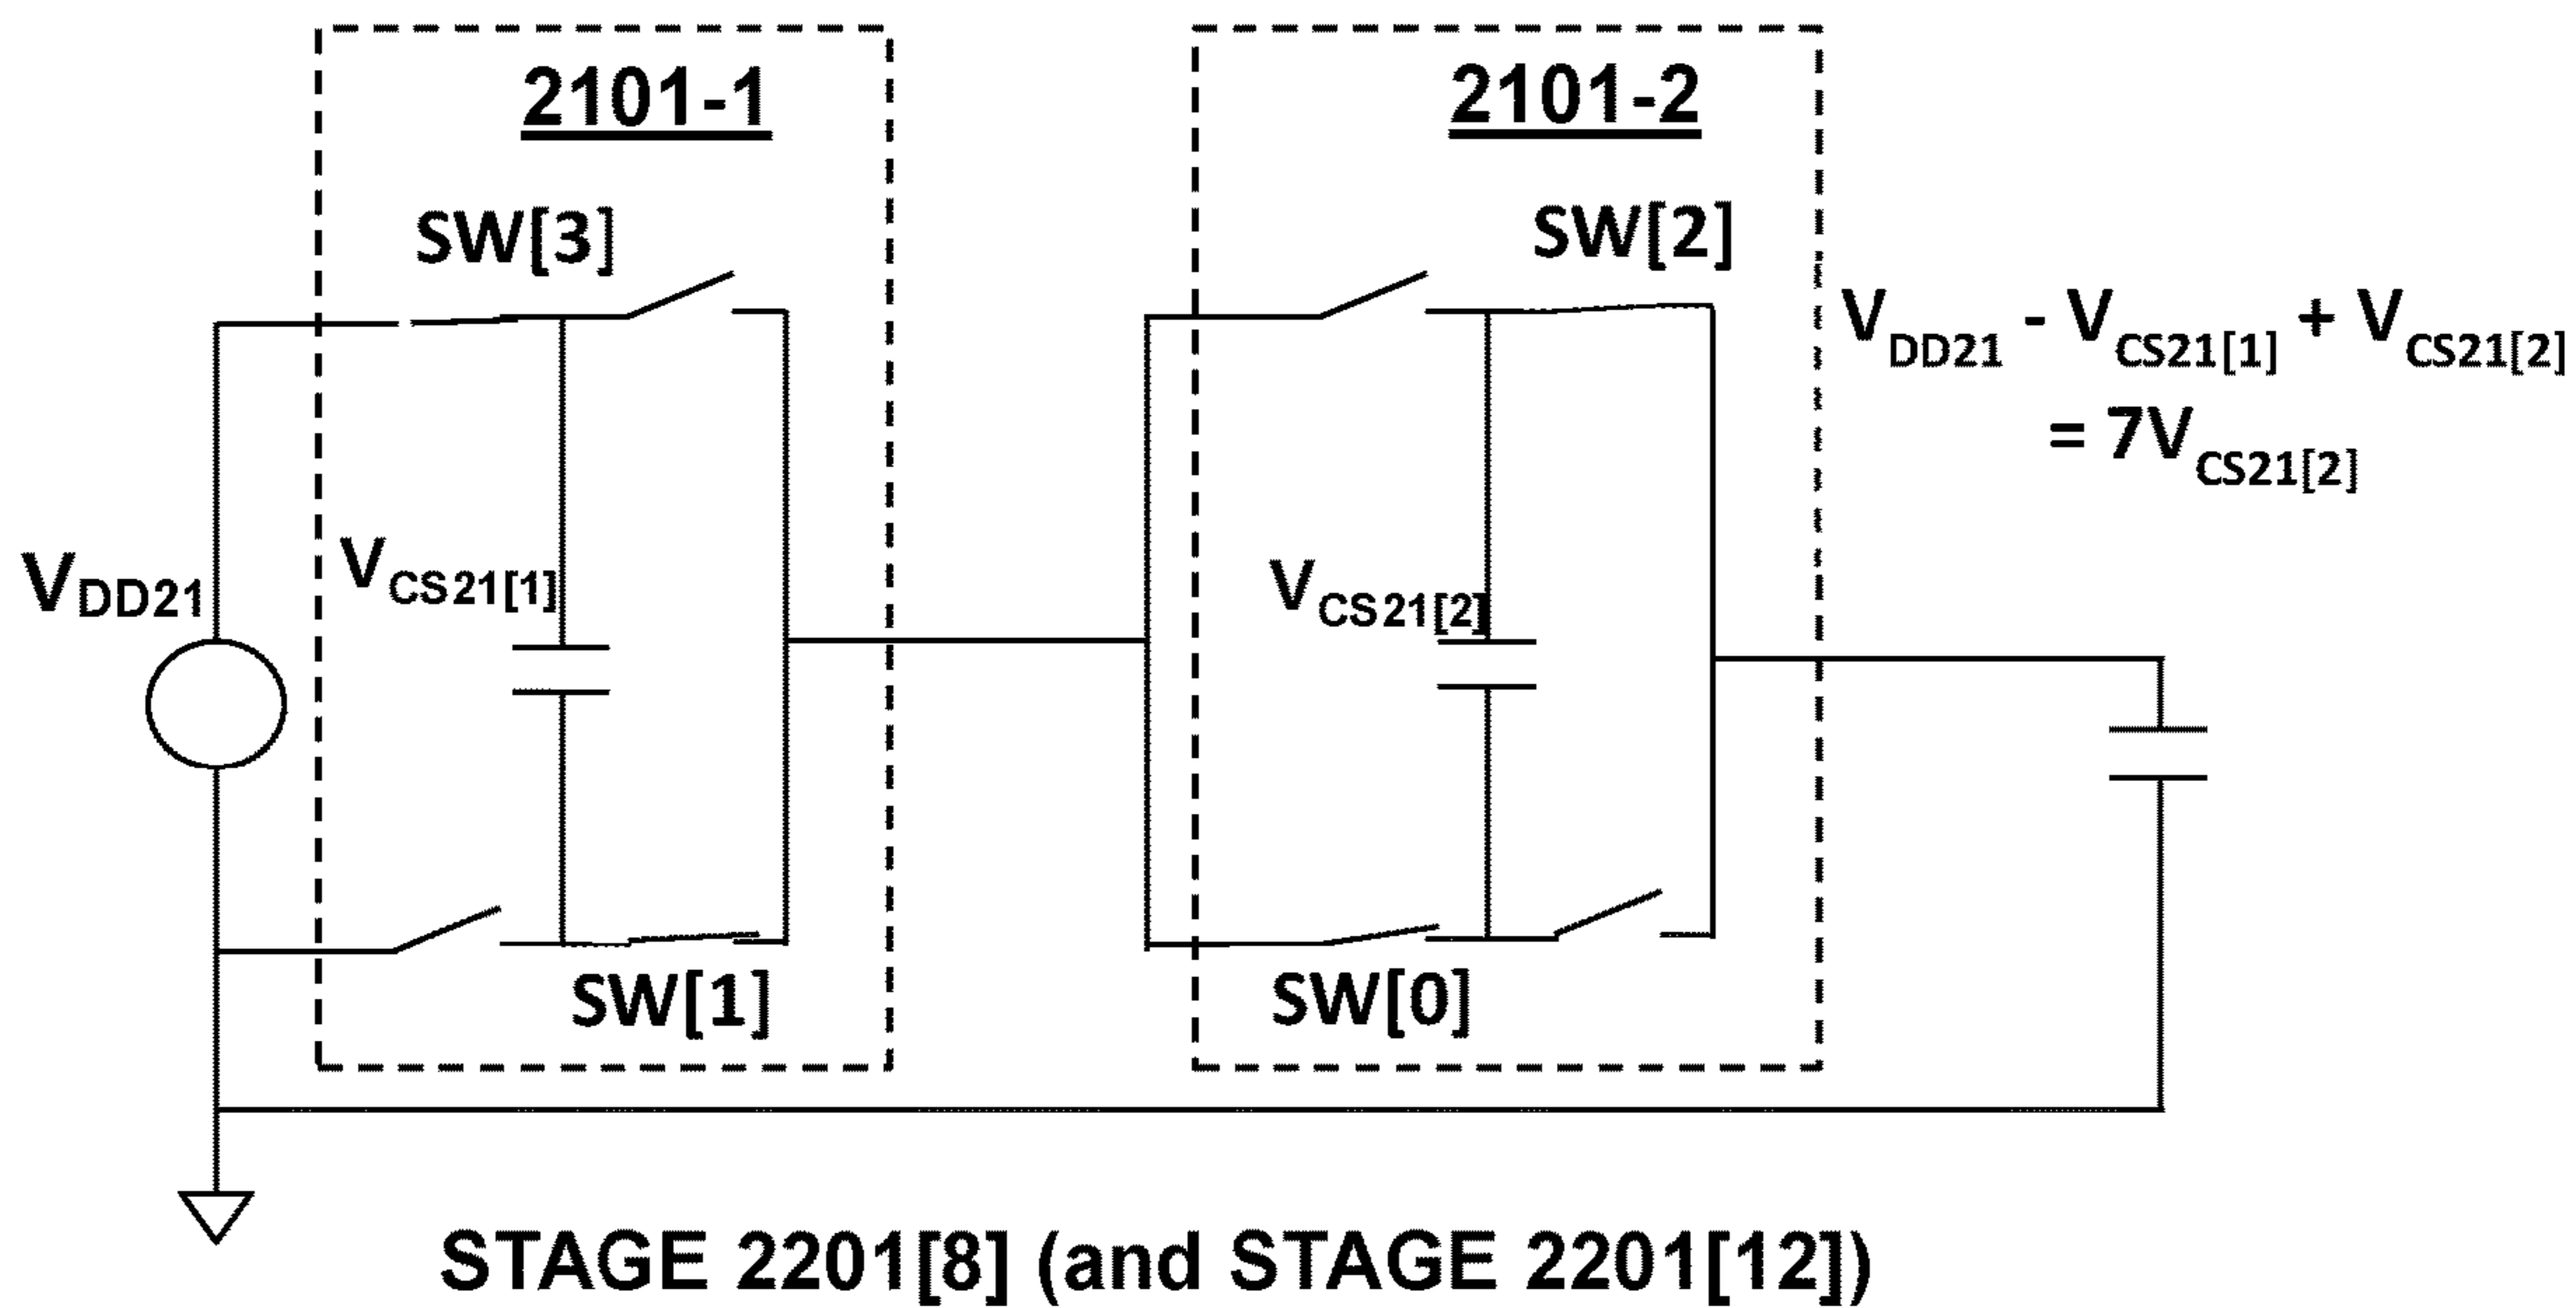 2101-1
2101-2
SW[3]
SW[2]
VDD21 - VCS21[1] + VCS21[2]
= 7VCS21[2]
VDD21
VCS21[1]
VCS21[2]
SW[1]
SW[0]
STAGE 2201[8] (and STAGE 2201[12])